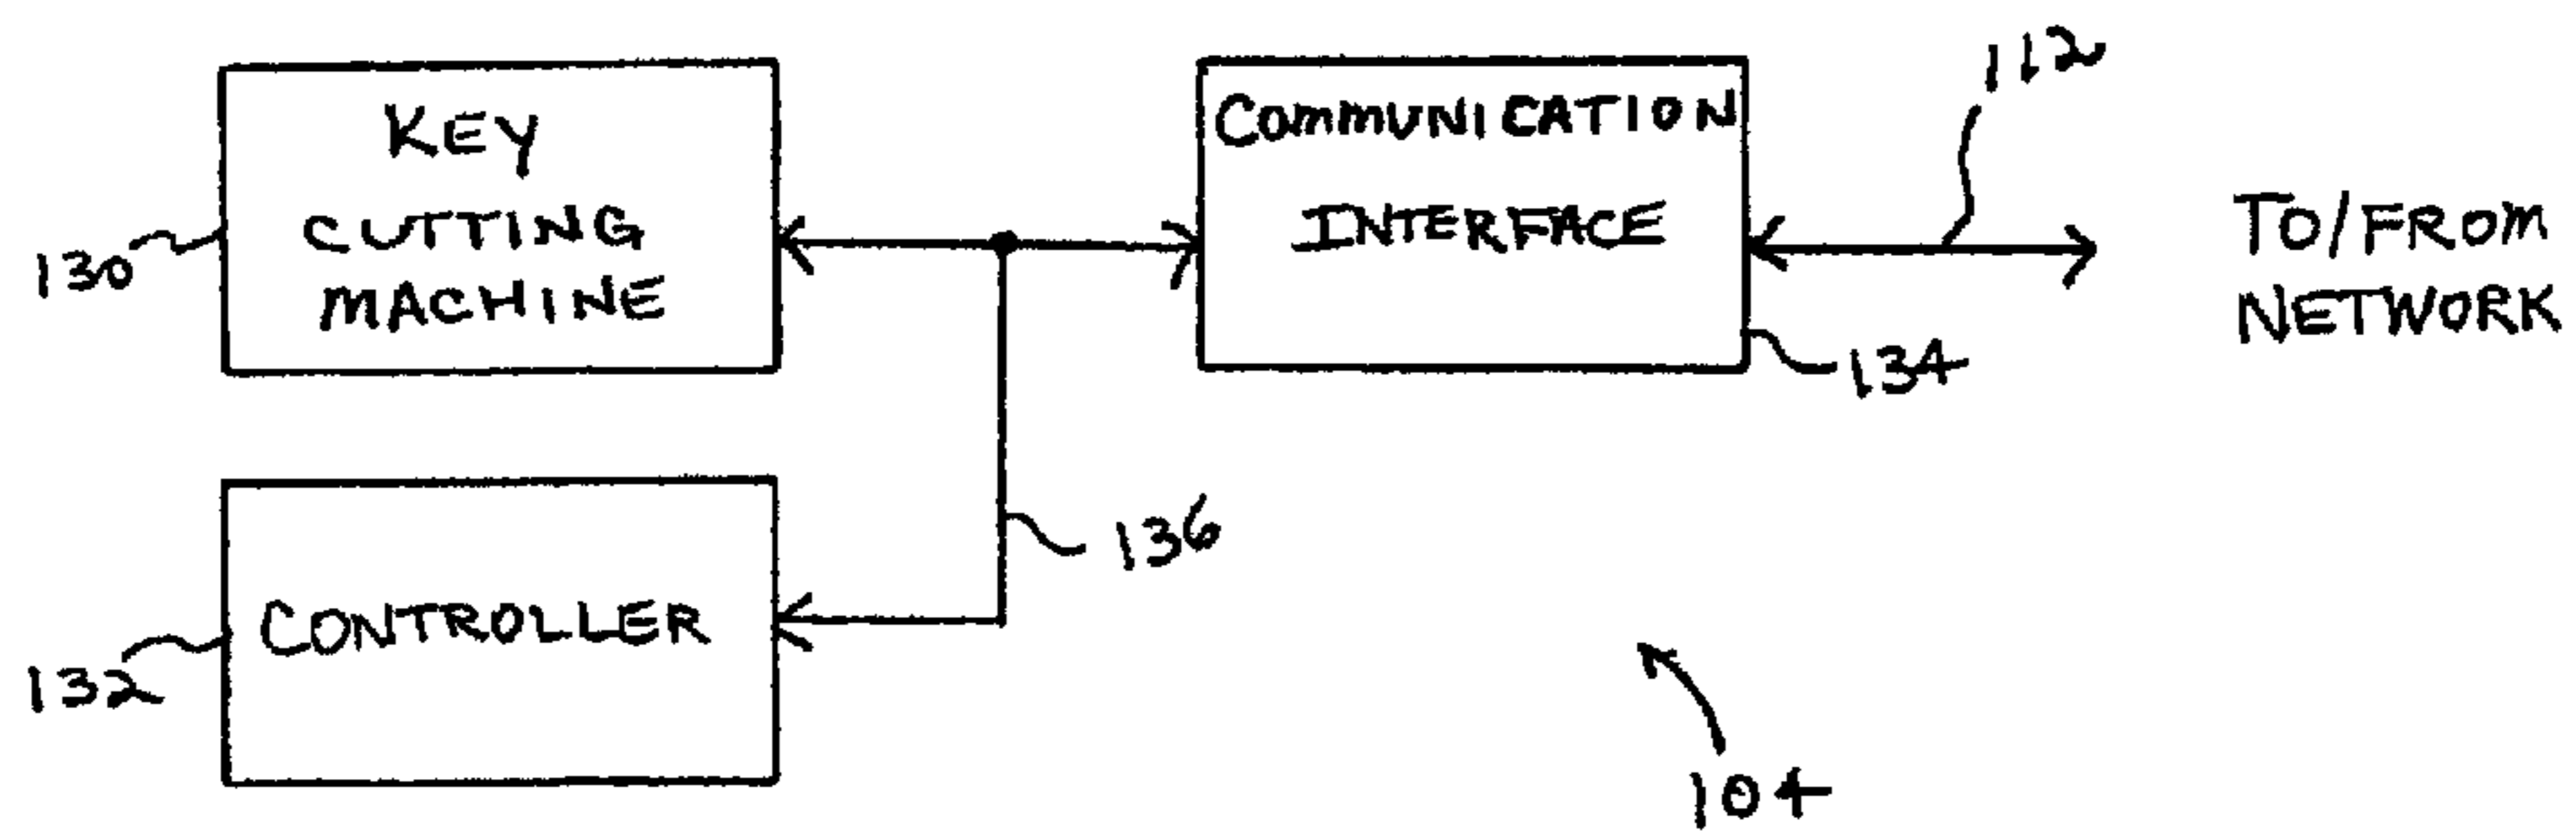 112
KEY
CUTTING
MACHINE
130
COMMUNICATION
INTERFACE
134
TO/FROM
NETWORK
136
CONTROLLER
132
104